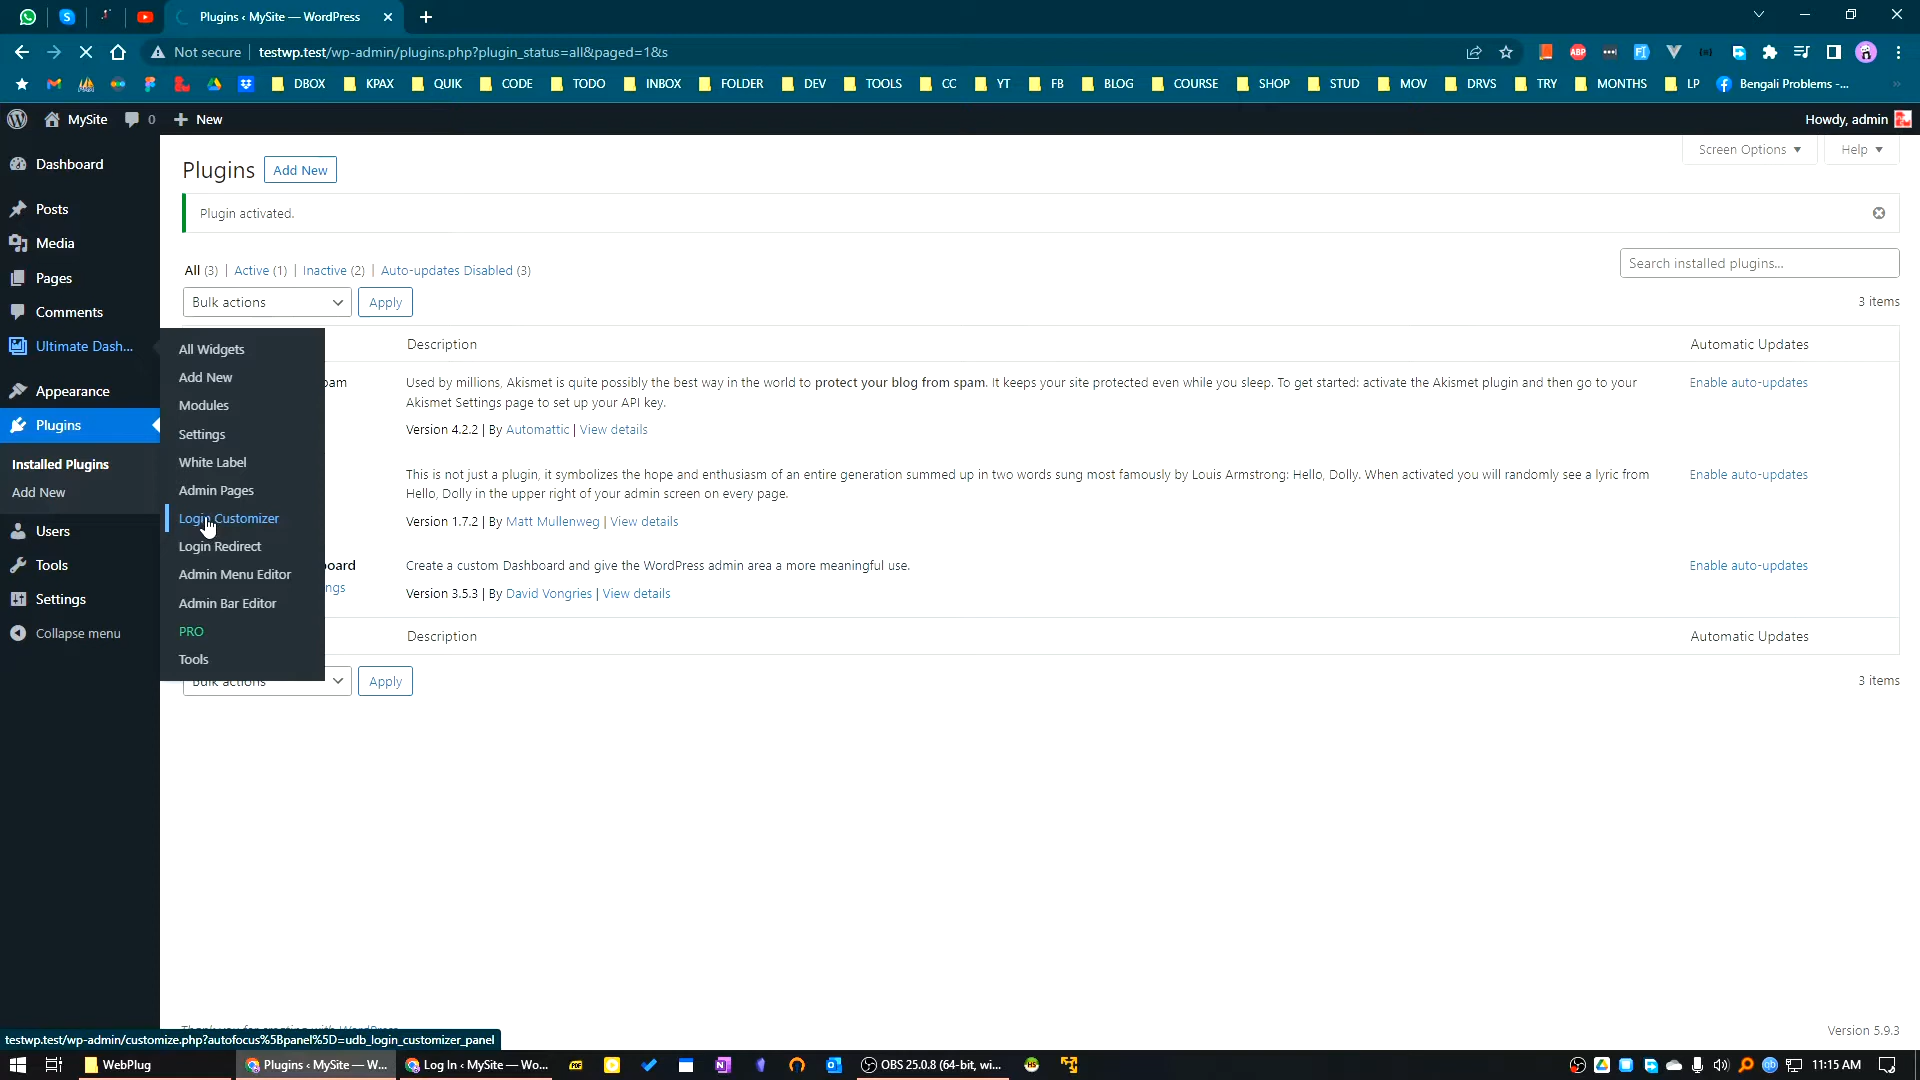 Plugins ‹ MySite — WordPress
Not secure
testwp.test/wp-admin/plugins.php?plugin_status=all&paged=1&s
DBOX
KPAX
QUIK
CODE
TODO
INBOX
FOLDER
DEV
TOOLS
CC
YT
FB
BLOG
COURSE
SHOP
STUD
MOV
DRVS
TRY
MONTHS
LP
Bengali Problems -...
MySite
0
New
Howdy, admin
Dashboard
Posts
Media
Pages
Comments
Ultimate Dash...
Appearance
Plugins
Installed Plugins
Add New
Users
Tools
Settings
Collapse menu
All Widgets
Add New
Modules
Settings
White Label
Admin Pages
Login Customizer
Login Redirect
Admin Menu Editor
Admin Bar Editor
PRO
Tools
Plugins
Add New
Screen Options
Help
Plugin activated.
All (3) | Active (1) | Inactive (2) | Auto-updates Disabled (3)
Search installed plugins...
Bulk actions
Apply
3 items
Description
Automatic Updates
Used by millions, Akismet is quite possibly the best way in the world to protect your blog from spam. It keeps your site protected even while you sleep. To get started: activate the Akismet plugin and then go to your
Akismet Settings page to set up your API key.
Version 4.2.2 | By Automattic | View details
Enable auto-updates
This is not just a plugin, it symbolizes the hope and enthusiasm of an entire generation summed up in two words sung most famously by Louis Armstrong: Hello, Dolly. When activated you will randomly see a lyric from
Hello, Dolly in the upper right of your admin screen on every page.
Version 1.7.2 | By Matt Mullenweg | View details
Enable auto-updates
Create a custom Dashboard and give the WordPress admin area a more meaningful use.
Version 3.5.3 | By David Vongries | View details
Enable auto-updates
Description
Automatic Updates
Bulk actions
Apply
3 items
Version 5.9.3
testwp.test/wp-admin/customize.php?autofocus%5Bpanel%5D=udb_login_customizer_panel
WebPlug
Plugins ‹ MySite — W...
Log In ‹ MySite — Wo...
OBS 25.0.8 (64-bit, wi...
11:15 AM